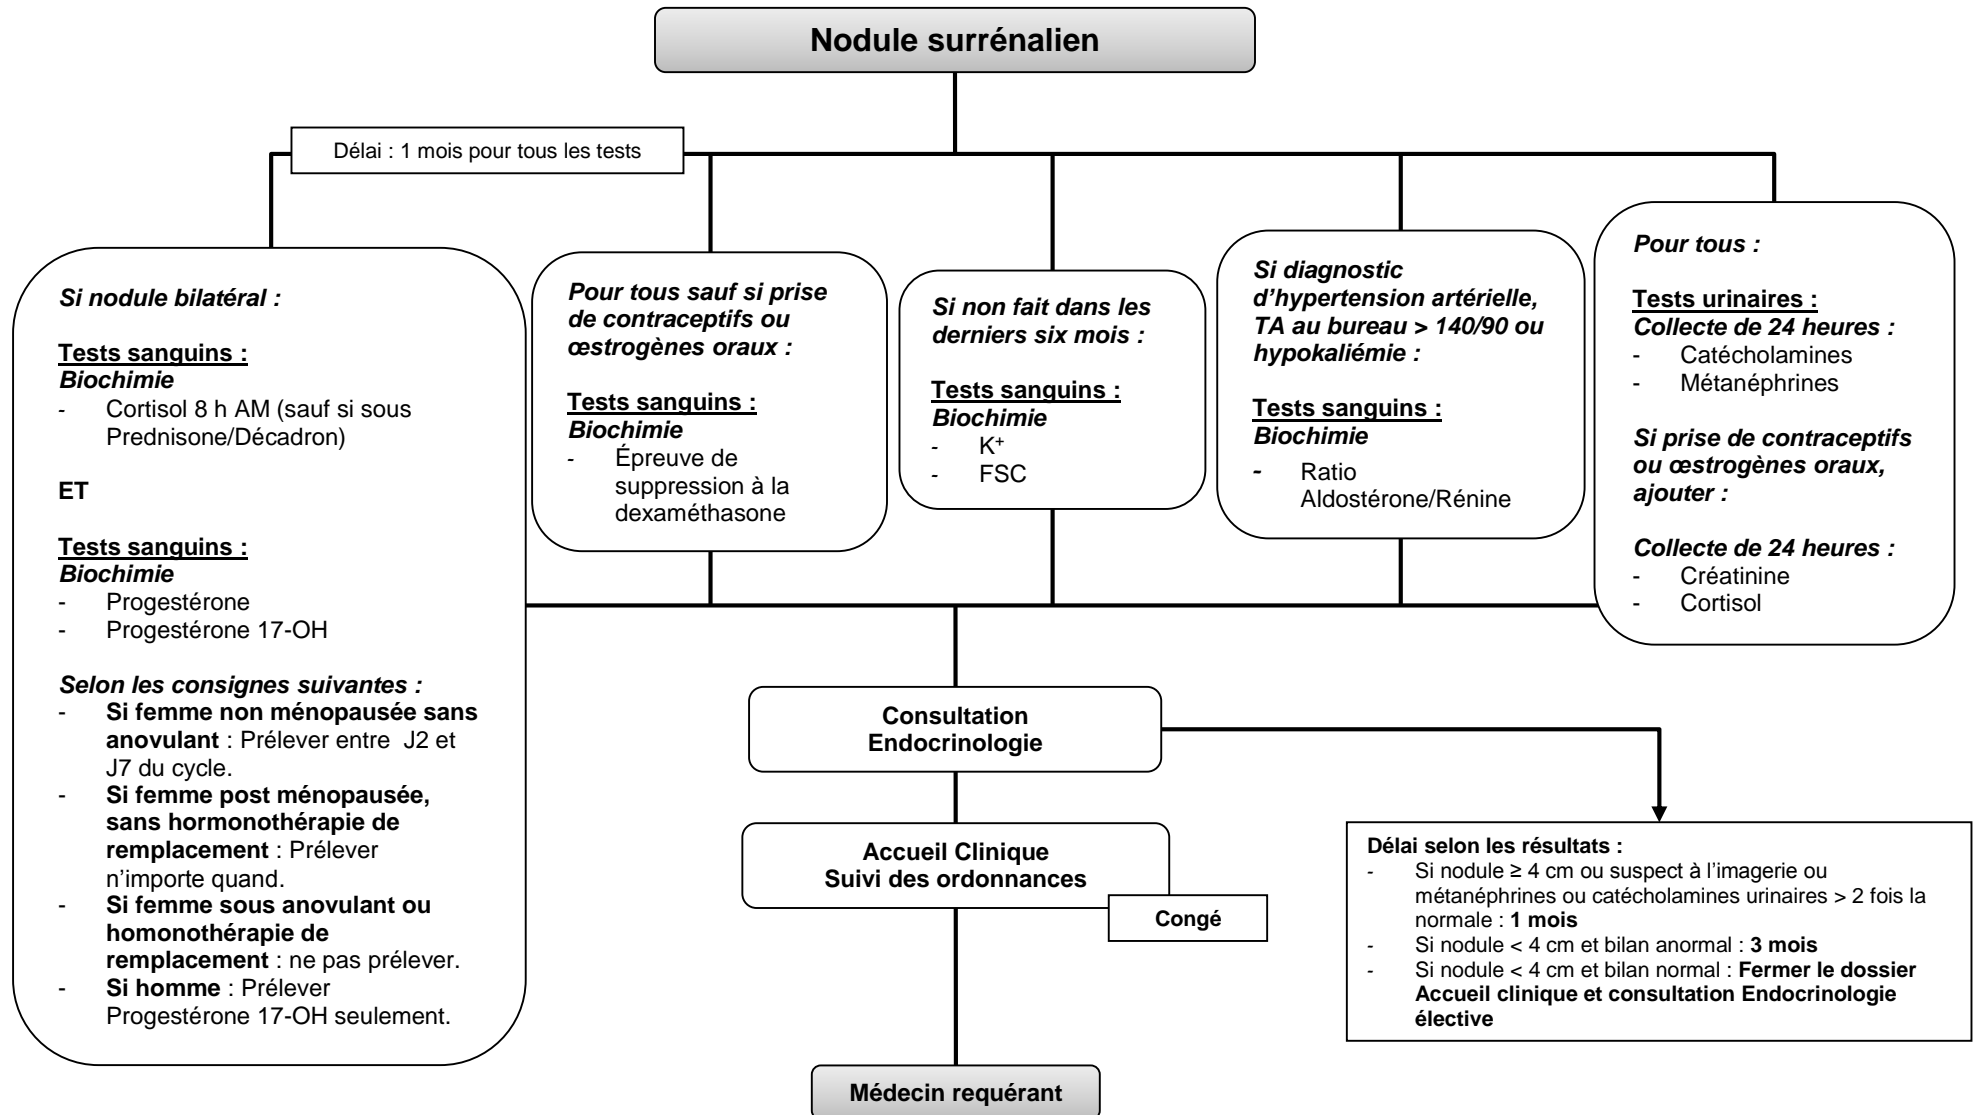 Nodule surrénalien
Délai : 1 mois pour tous les tests
Si nodule bilatéral :
Tests sanguins :
Biochimie
- Cortisol 8 h AM (sauf si sous
Prednisone/Décadron)
ET
Tests sanguins :
Biochimie
- Progestérone
- Progestérone 17-OH
Selon les consignes suivantes :
- Si femme non ménopausée sans
anovulant : Prélever entre J2 et
J7 du cycle.
- Si femme post ménopausée,
sans hormonothérapie de
remplacement : Prélever
n'importe quand.
- Si femme sous anovulant ou
homonothérapie de
remplacement : ne pas prélever.
- Si homme : Prélever
Progestérone 17-OH seulement.
Pour tous sauf si prise
de contraceptifs ou
œstrogènes oraux :
Tests sanguins :
Biochimie
- Épreuve de
suppression à la
dexaméthasone
Si non fait dans les
derniers six mois :
Tests sanguins :
Biochimie
- K+
- FSC
Si diagnostic
d'hypertension artérielle,
TA au bureau > 140/90 ou
hypokaliémie :
Tests sanguins :
Biochimie
- Ratio
Aldostérone/Rénine
Pour tous :
Tests urinaires :
Collecte de 24 heures :
- Catécholamines
- Métanéphrines
Si prise de contraceptifs
ou œstrogènes oraux,
ajouter :
Collecte de 24 heures :
- Créatinine
- Cortisol
Consultation
Endocrinologie
Accueil Clinique
Suivi des ordonnances
Congé
Délai selon les résultats :
- Si nodule ≥ 4 cm ou suspect à l'imagerie ou
métanéphrines ou catécholamines urinaires > 2 fois la
normale : 1 mois
- Si nodule < 4 cm et bilan anormal : 3 mois
- Si nodule < 4 cm et bilan normal : Fermer le dossier
Accueil clinique et consultation Endocrinologie
élective
Médecin requérant